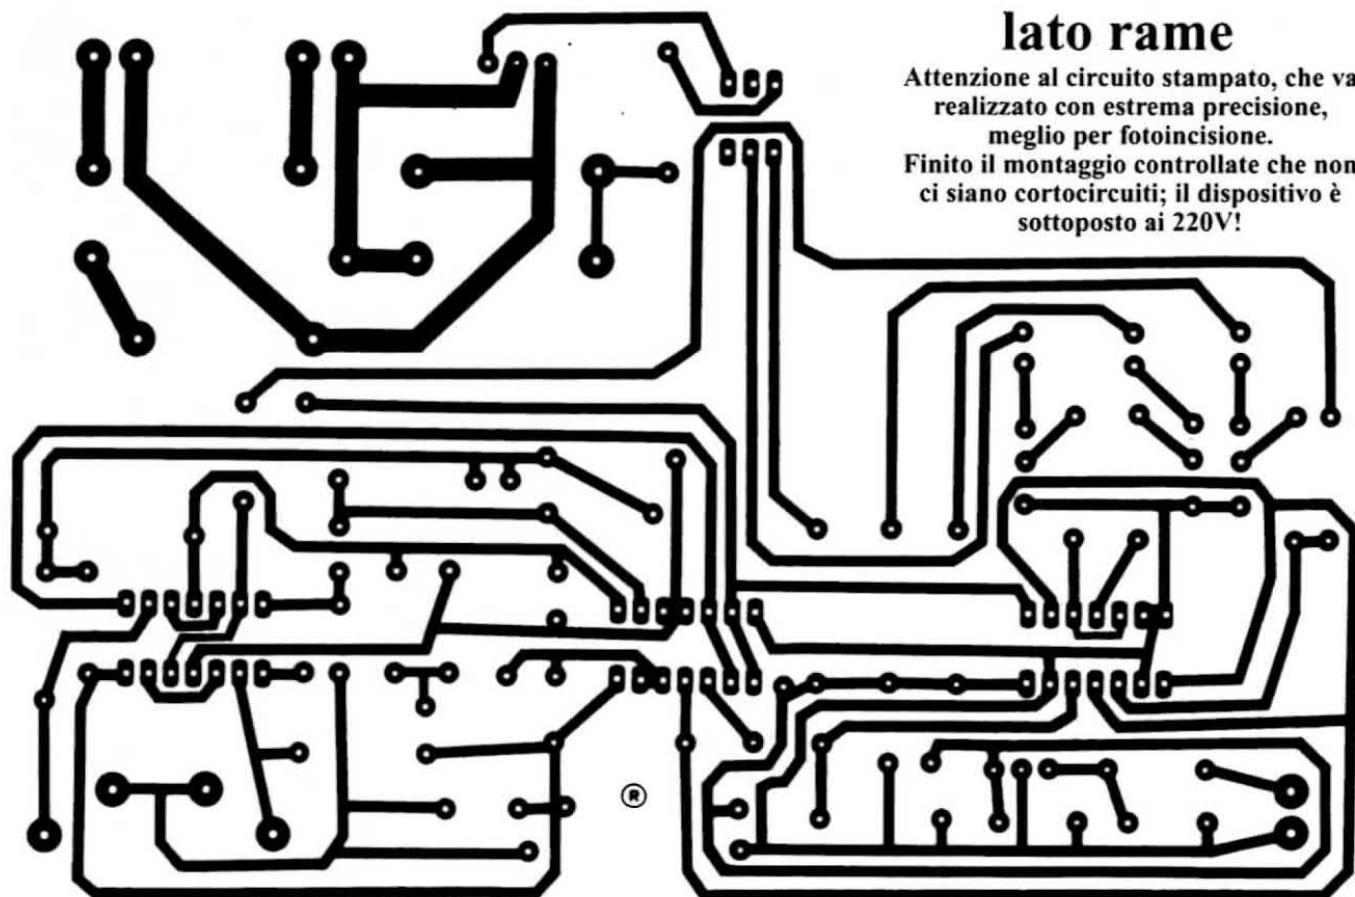 lato rame
Attenzione al circuito stampato, che va
realizzato con estrema precisione,
meglio per fotoincisione.
Finito il montaggio controllate che non
ci siano cortocircuiti; il dispositivo è
sottoposto ai 220V!
®